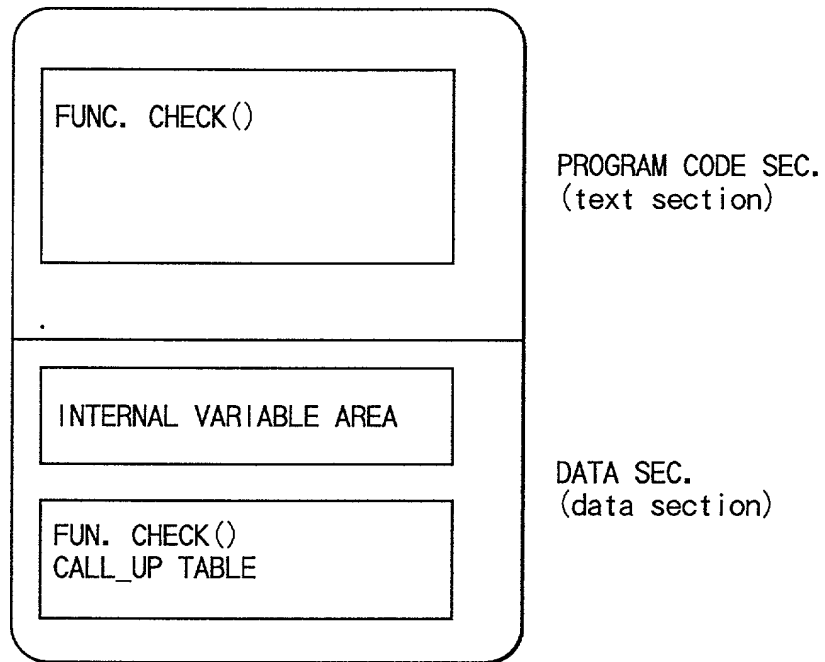 FUNC. CHECK()
PROGRAM CODE SEC.
(text section)
INTERNAL VARIABLE AREA
DATA SEC.
(data section)
FUN. CHECK()
CALL_UP TABLE